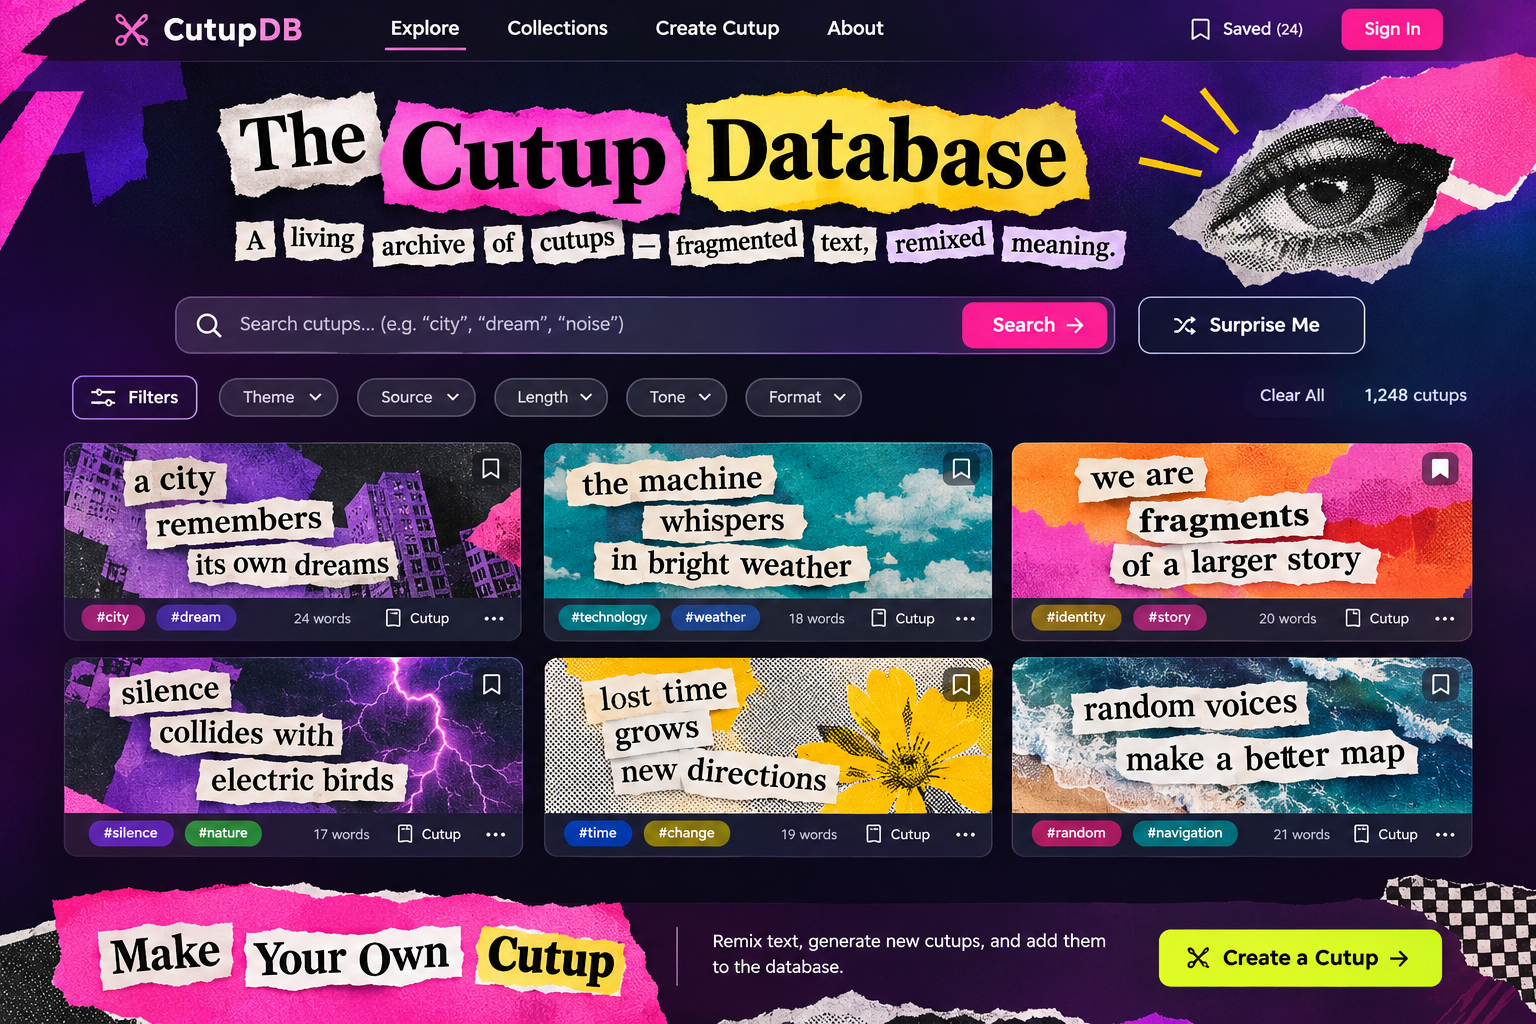 CutupDB
Explore Collections Create Cutup About
Saved (24) Sign In
The Cutup Database
A living archive of cutups — fragmented text, remixed meaning.
Search cutups... (e.g. “city”, “dream”, “noise”)
Search →
Surprise Me
Filters Theme Source Length Tone Format
Clear All 1,248 cutups
a city
remembers
its own dreams
#city #dream 24 words Cutup
the machine
whispers
in bright weather
#technology #weather 18 words Cutup
we are
fragments
of a larger story
#identity #story 20 words Cutup
silence
collides with
electric birds
#silence #nature 17 words Cutup
lost time
grows
new directions
#time #change 19 words Cutup
random voices
make a better map
#random #navigation 21 words Cutup
Make Your Own Cutup
Remix text, generate new cutups, and add them
to the database.
Create a Cutup →